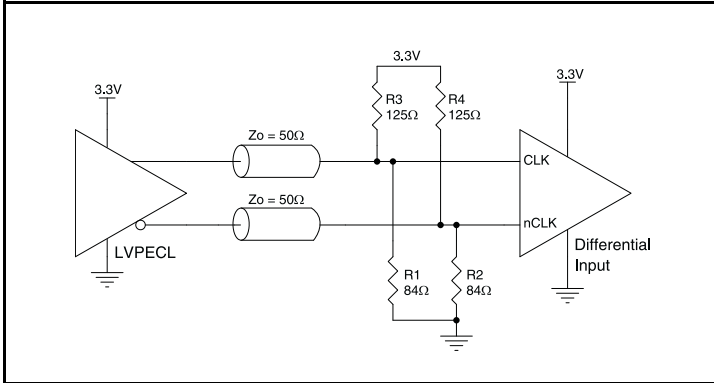 3.3V
3.3V
3.3V
R3
125Ω
R4
125Ω
Zo = 50Ω
CLK
Zo = 50Ω
nCLK
LVPECL
Differential
Input
R1
84Ω
R2
84Ω